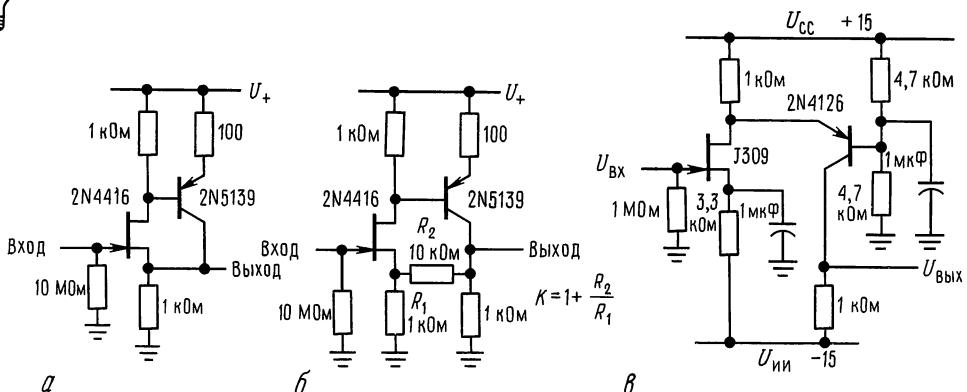 U+
1 кОм
100
2N4416
2N5139
Вход
Выход
10 МОм
1 кОм
а
U+
1 кОм
100
2N4416
2N5139
R2
10 кОм
Вход
Выход
10 МОм
R1
1 кОм
1 кОм
K = 1 + R2/R1
б
UCC +15
1 кОм
4,7 кОм
2N4126
J309
1 мкФ
Uвх
1 МОм
3,3 кОм
1 мкФ
4,7 кОм
Uвых
1 кОм
UИИ -15
в